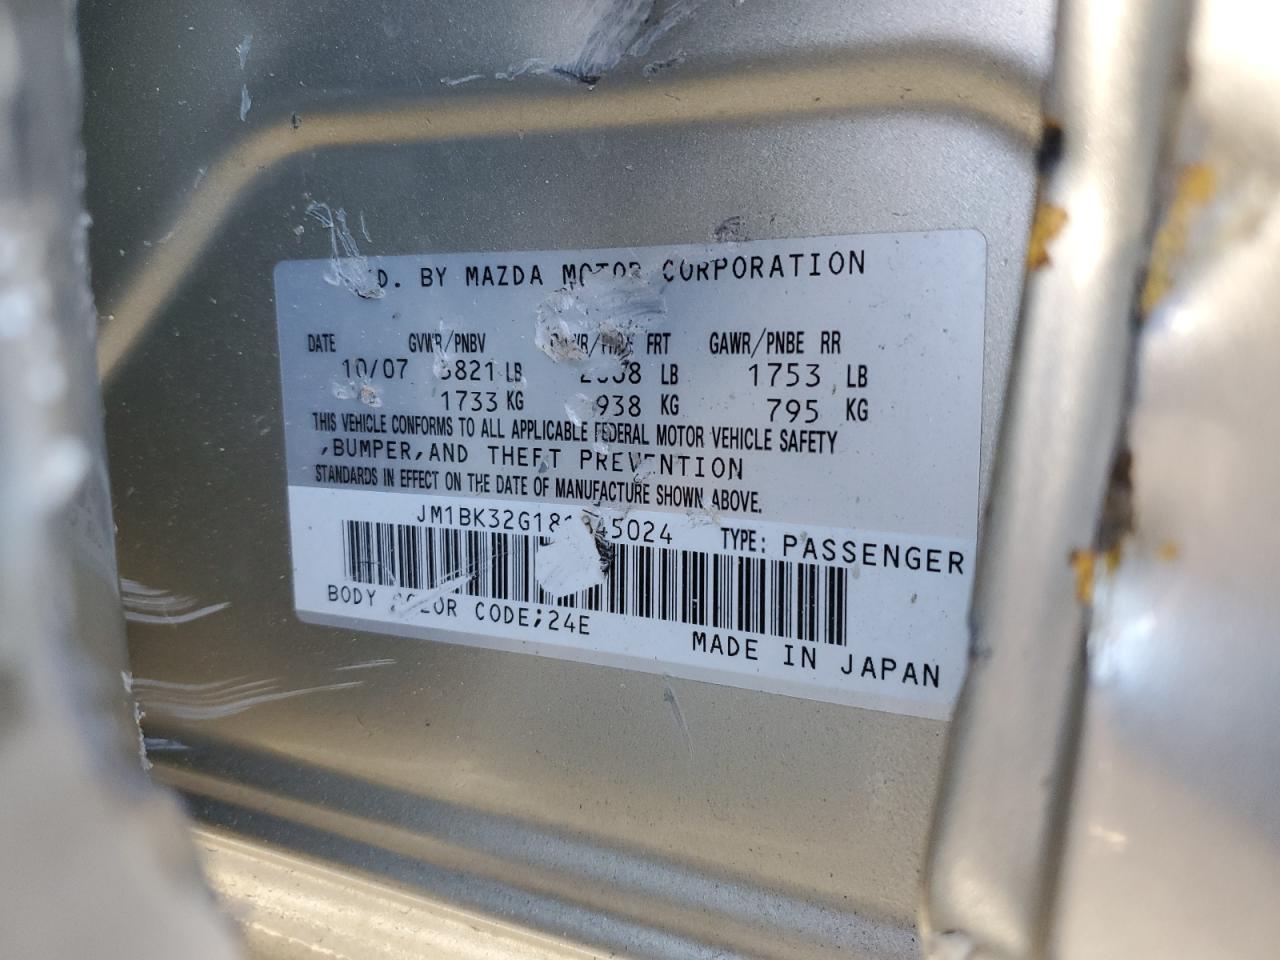 BY MAZDA MOTOR CORPORATION
DATE GVWR/PNBV FRT GAWR/PNBE RR
10/07 LB LB 1753 LB
1733 KG 938 KG 795 KG
THIS VEHICLE CONFORMS TO ALL APPLICABLE FEDERAL MOTOR VEHICLE SAFETY
,BUMPER,AND THEFT PREVENTION
STANDARDS IN EFFECT ON THE DATE OF MANUFACTURE SHOWN ABOVE.
TYPE: PASSENGER
BODY COLOR CODE;24E
MADE IN JAPAN